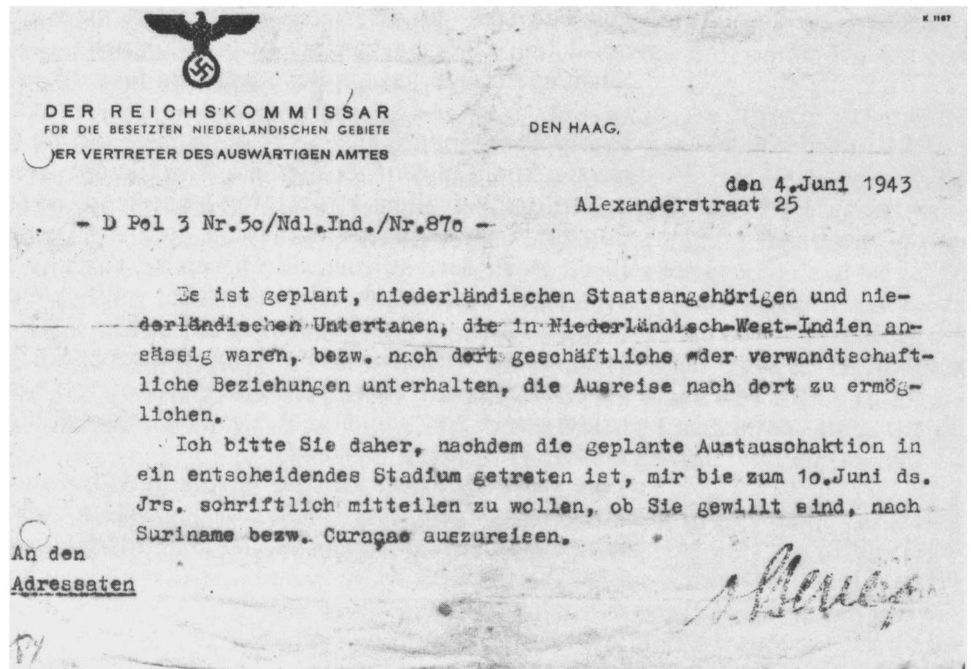 K 1167
DER REICHSKOMMISSAR
FÜR DIE BESETZTEN NIEDERLÄNDISCHEN GEBIETE
DER VERTRETER DES AUSWÄRTIGEN AMTES
DEN HAAG,
den 4.Juni 1943
Alexanderstraat 25
- D Pol 3 Nr.5c/Ndl.Ind./Nr.87o -
Es ist geplant, niederländischen Staatsangehörigen und nie-
derländischen Untertanen, die in Niederländisch-West-Indien an-
sässig waren, bezw. nach dort geschäftliche oder verwandtschaft-
liche Beziehungen unterhalten, die Ausreise nach dort zu ermög-
lichen.
Ich bitte Sie daher, nachdem die geplante Austauschaktion in
ein entscheidendes Stadium getreten ist, mir bis zum 1o.Juni ds.
Jrs. schriftlich mitteilen zu wollen, ob Sie gewillt sind, nach
Suriname bezw. Curaçao auszureisen.
An den
Adressaten